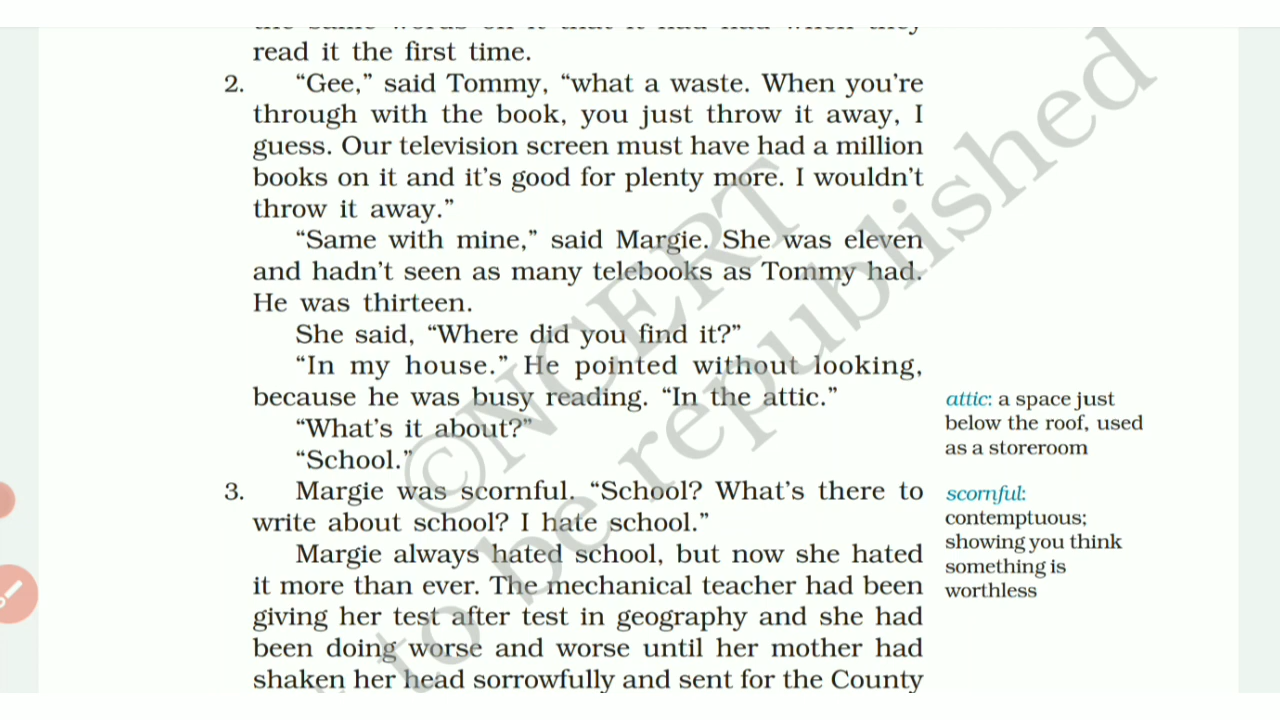 read it the first time.
2. “Gee,” said Tommy, “what a waste. When you’re
through with the book, you just throw it away, I
guess. Our television screen must have had a million
books on it and it’s good for plenty more. I wouldn’t
throw it away.”
“Same with mine,” said Margie. She was eleven
and hadn’t seen as many telebooks as Tommy had.
He was thirteen.
She said, “Where did you find it?”
“In my house.” He pointed without looking,
because he was busy reading. “In the attic.”
“What’s it about?”
“School.”
3. Margie was scornful. “School? What’s there to
write about school? I hate school.”
Margie always hated school, but now she hated
it more than ever. The mechanical teacher had been
giving her test after test in geography and she had
been doing worse and worse until her mother had
shaken her head sorrowfully and sent for the County
attic: a space just
below the roof, used
as a storeroom
scornful:
contemptuous;
showing you think
something is
worthless
©NCERT
to be republished